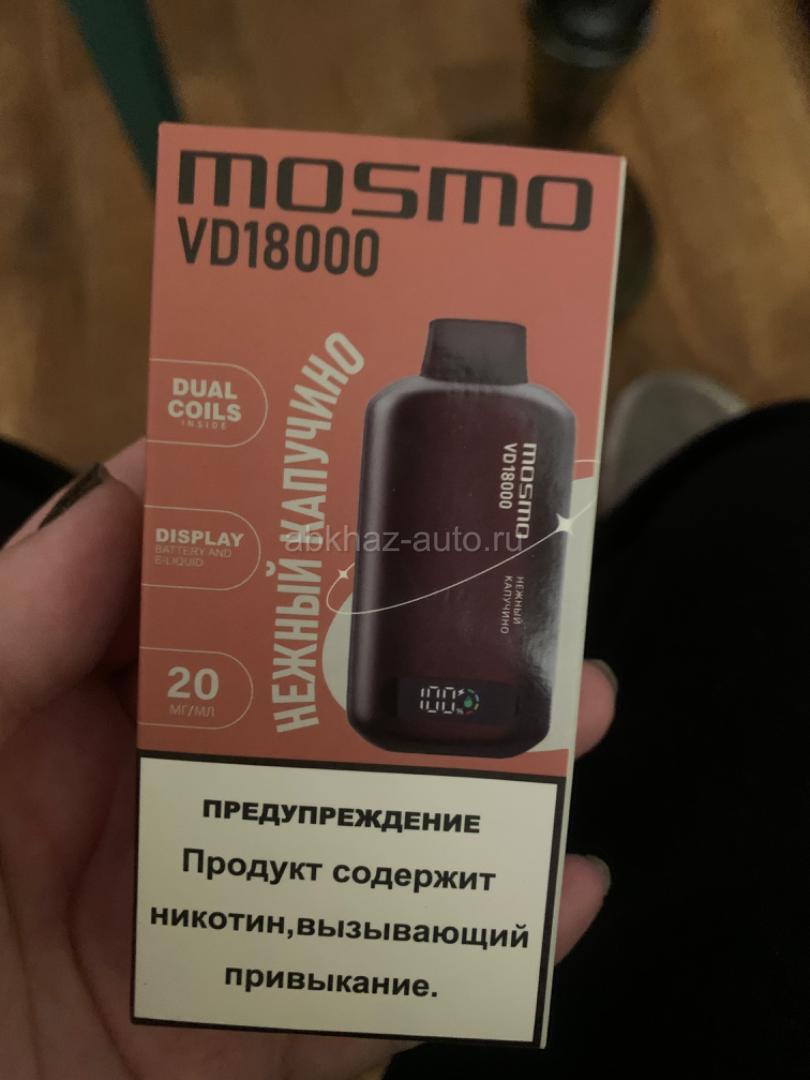 mosmo
VD18000
DUAL
COILS
INSIDE
НЕЖНЫЙ КАПУЧИНО
mosmo
VD18000
НЕЖНЫЙ
КАПУЧИНО
DISPLAY
BATTERY AND
E-LIQUID
abkhaz-auto.ru
20
МГ/МЛ
100%
ПРЕДУПРЕЖДЕНИЕ
Продукт содержит
никотин,вызывающий
привыкание.